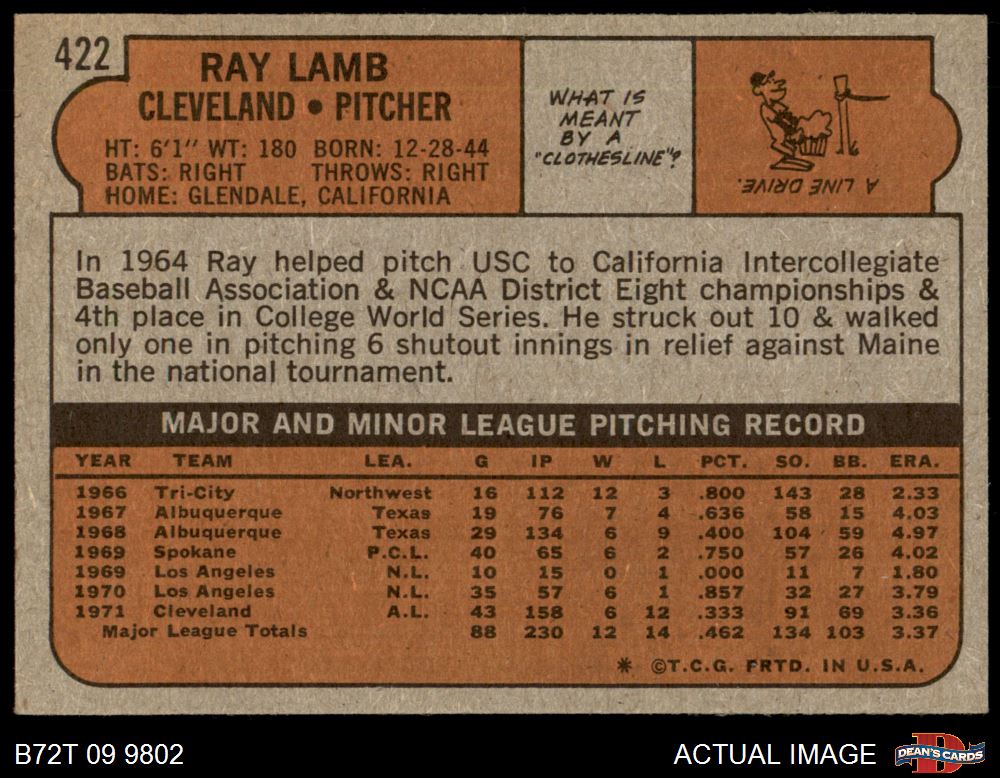 422
RAY LAMB
CLEVELAND • PITCHER
HT: 6'1" WT: 180 BORN: 12-28-44
BATS: RIGHT THROWS: RIGHT
HOME: GLENDALE, CALIFORNIA
WHAT IS
MEANT
BY A
"CLOTHESLINE"?
A LINE DRIVE.
In 1964 Ray helped pitch USC to California Intercollegiate
Baseball Association & NCAA District Eight championships &
4th place in College World Series. He struck out 10 & walked
only one in pitching 6 shutout innings in relief against Maine
in the national tournament.
MAJOR AND MINOR LEAGUE PITCHING RECORD
YEAR TEAM LEA. G IP W L PCT. SO. BB. ERA.
1966 Tri-City Northwest 16 112 12 3 .800 143 28 2.33
1967 Albuquerque Texas 19 76 7 4 .636 58 15 4.03
1968 Albuquerque Texas 29 134 6 9 .400 104 59 4.97
1969 Spokane P.C.L. 40 65 6 2 .750 57 26 4.02
1969 Los Angeles N.L. 10 15 0 1 .000 11 7 1.80
1970 Los Angeles N.L. 35 57 6 1 .857 32 27 3.79
1971 Cleveland A.L. 43 158 6 12 .333 91 69 3.36
Major League Totals 88 230 12 14 .462 134 103 3.37
* ©T.C.G. PRTD. IN U.S.A.
B72T 09 9802
ACTUAL IMAGE
D
DEAN'S CARDS